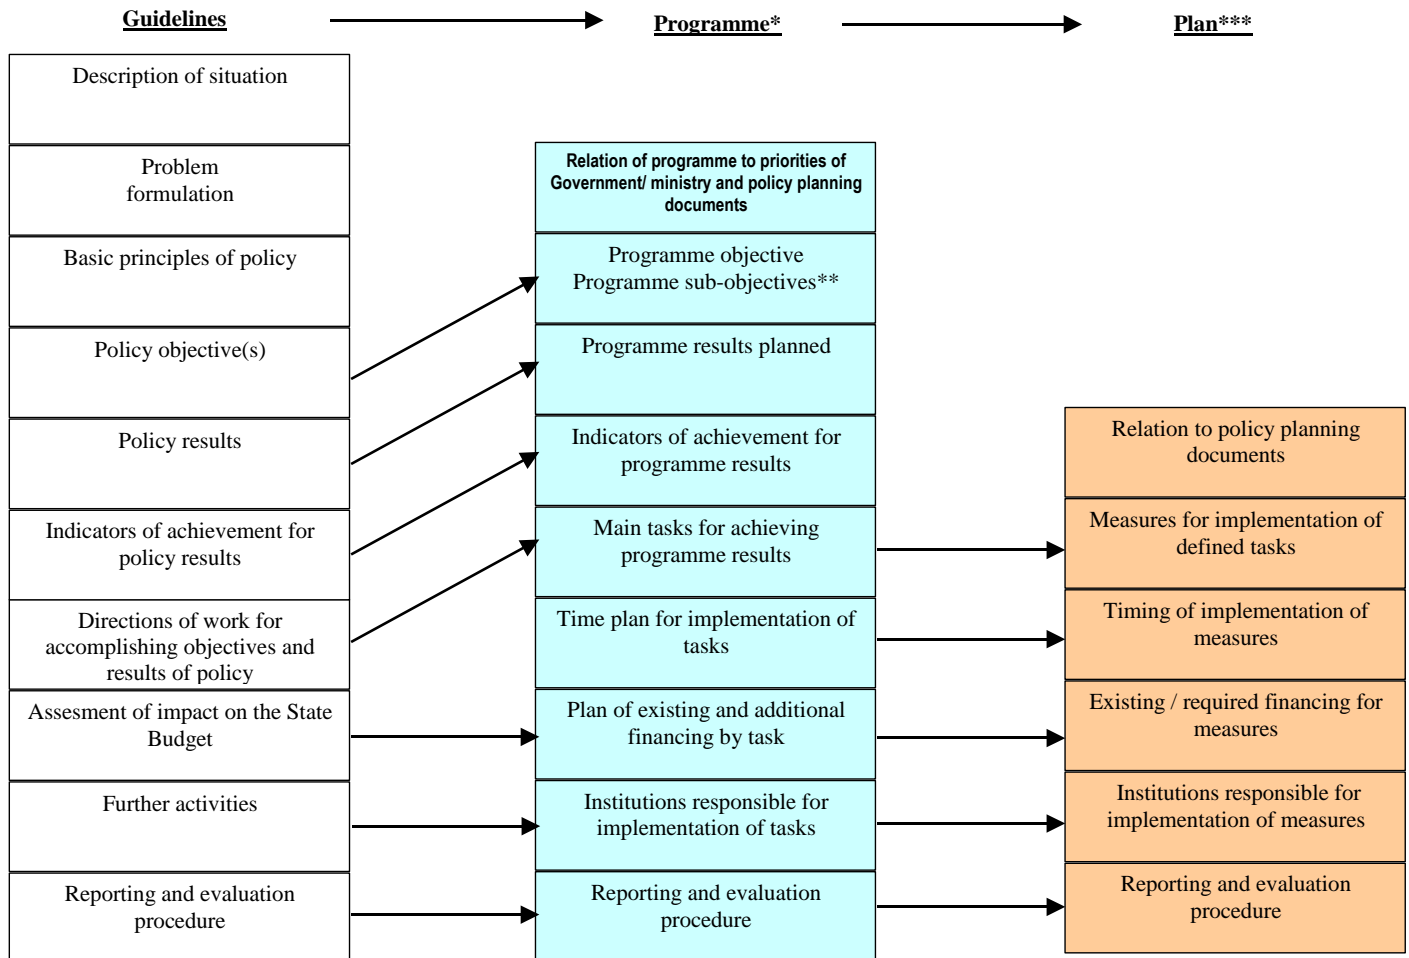 Guidelines
Programme*
Plan***
Description of situation
Problem
formulation
Basic principles of policy
Policy objective(s)
Policy results
Indicators of achievement for
policy results
Directions of work for
accomplishing objectives and
results of policy
Assesment of impact on the State
Budget
Further activities
Reporting and evaluation
procedure
Relation of programme to priorities of
Government/ ministry and policy planning
documents
Programme objective
Programme sub-objectives**
Programme results planned
Indicators of achievement for
programme results
Main tasks for achieving
programme results
Time plan for implementation of
tasks
Plan of existing and additional
financing by task
Institutions responsible for
implementation of tasks
Reporting and evaluation
procedure
Relation to policy planning
documents
Measures for implementation of
defined tasks
Timing of implementation of
measures
Existing / required financing for
measures
Institutions responsible for
implementation of measures
Reporting and evaluation
procedure